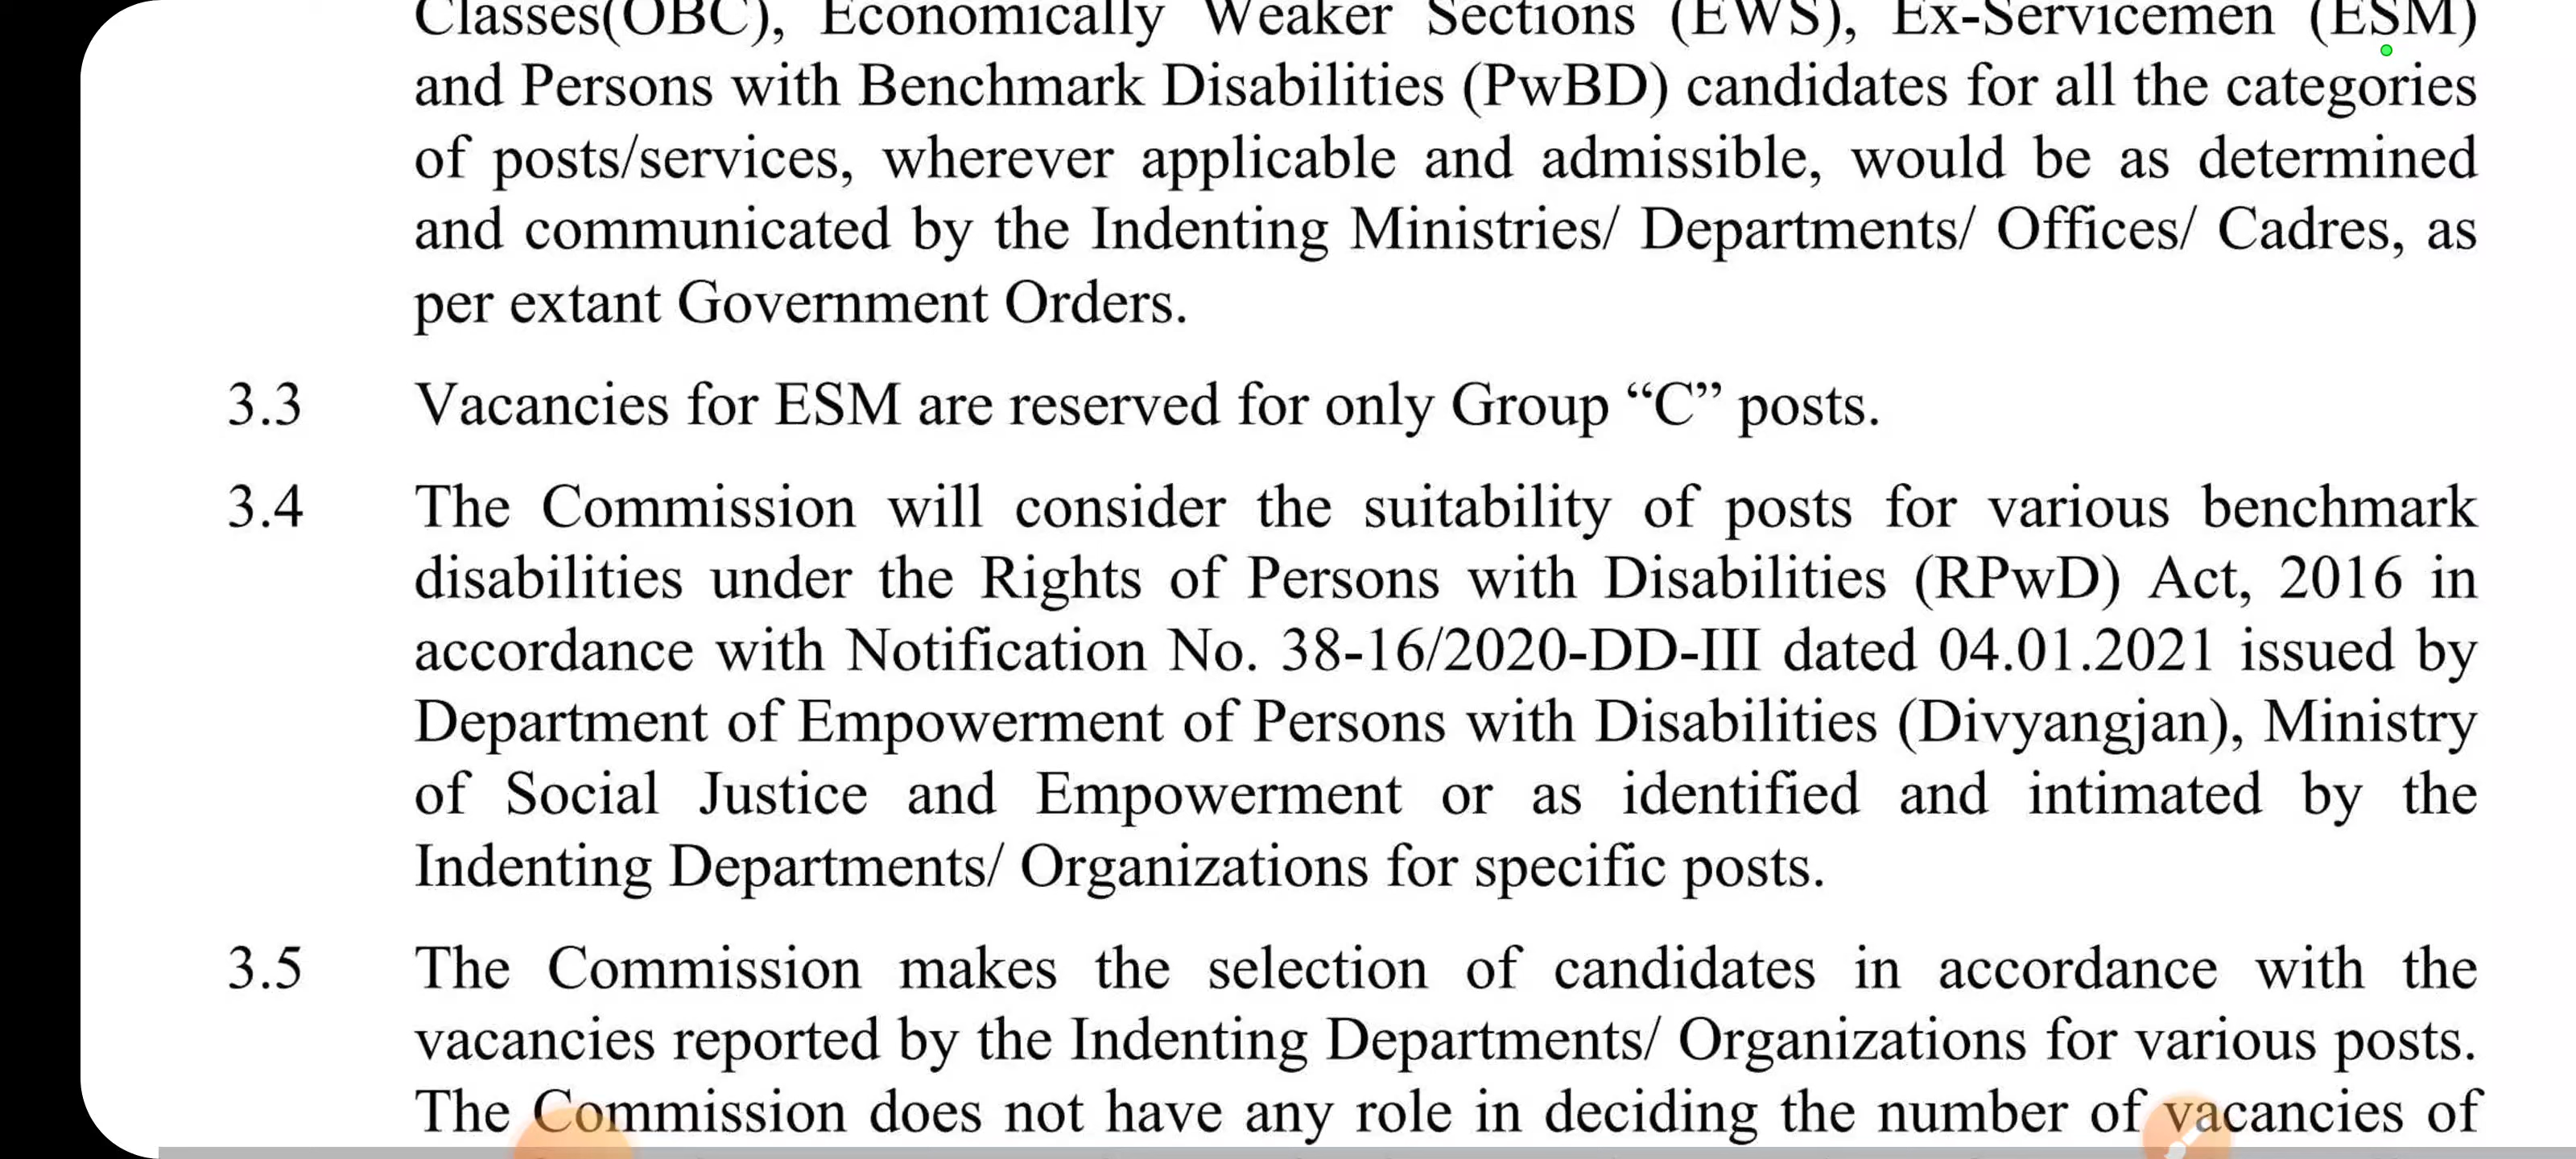 Classes(OBC), Economically Weaker Sections (EWS), Ex-Servicemen (ESM)
and Persons with Benchmark Disabilities (PwBD) candidates for all the categories
of posts/services, wherever applicable and admissible, would be as determined
and communicated by the Indenting Ministries/ Departments/ Offices/ Cadres, as
per extant Government Orders.
3.3 Vacancies for ESM are reserved for only Group “C” posts.
3.4 The Commission will consider the suitability of posts for various benchmark
disabilities under the Rights of Persons with Disabilities (RPwD) Act, 2016 in
accordance with Notification No. 38-16/2020-DD-III dated 04.01.2021 issued by
Department of Empowerment of Persons with Disabilities (Divyangjan), Ministry
of Social Justice and Empowerment or as identified and intimated by the
Indenting Departments/ Organizations for specific posts.
3.5 The Commission makes the selection of candidates in accordance with the
vacancies reported by the Indenting Departments/ Organizations for various posts.
The Commission does not have any role in deciding the number of vacancies of